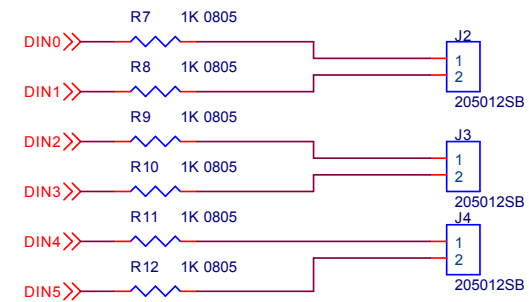 R7 1K 0805
DIN0
J2
R8 1K 0805
1
2
DIN1
205012SB
R9 1K 0805
DIN2
J3
R10 1K 0805
1
2
DIN3
205012SB
R11 1K 0805
J4
DIN4
1
2
R12 1K 0805
205012SB
DIN5